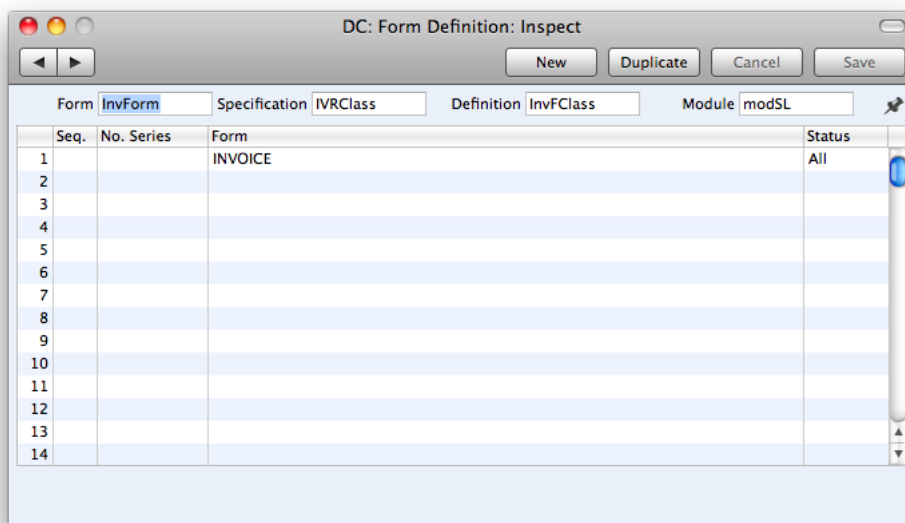 DC: Form Definition: Inspect
New Duplicate Cancel Save
Form InvForm Specification IVRClass Definition InvFClass Module modSL
Seq. No. Series Form Status
1 INVOICE All
2
3
4
5
6
7
8
9
10
11
12
13
14